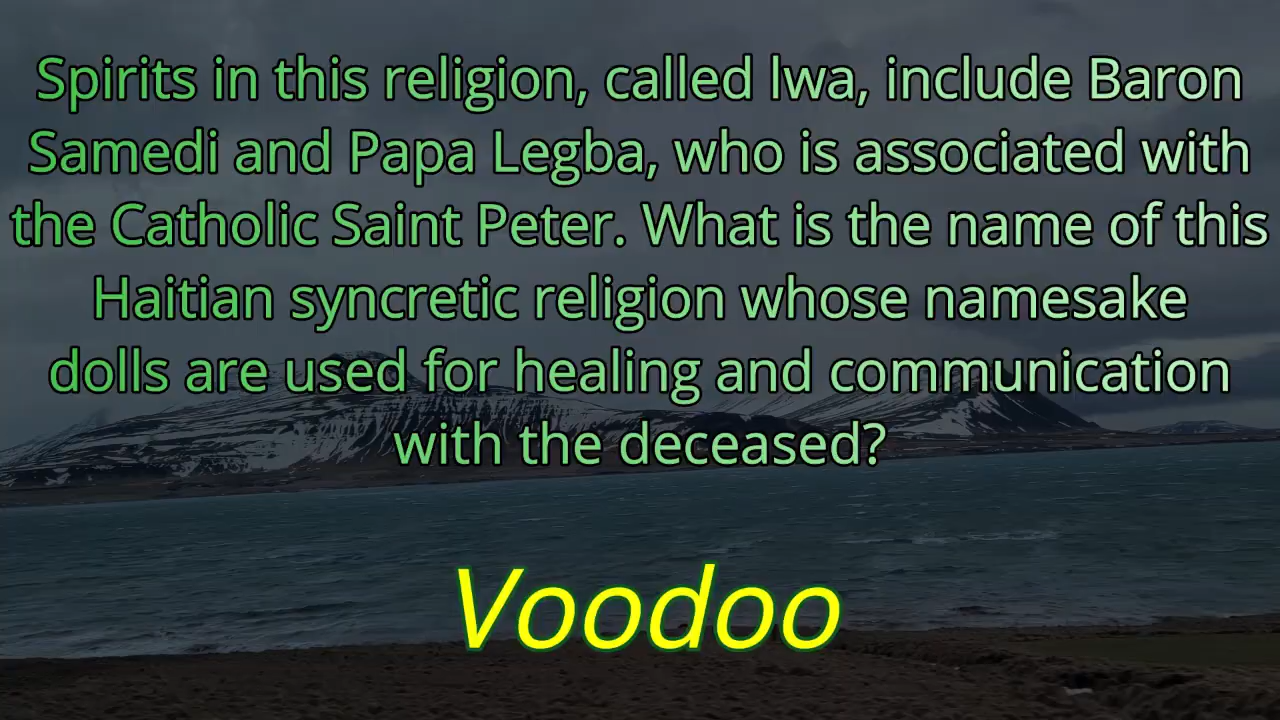 Spirits in this religion, called lwa, include Baron
Samedi and Papa Legba, who is associated with
the Catholic Saint Peter. What is the name of this
Haitian syncretic religion whose namesake
dolls are used for healing and communication
with the deceased?
Voodoo